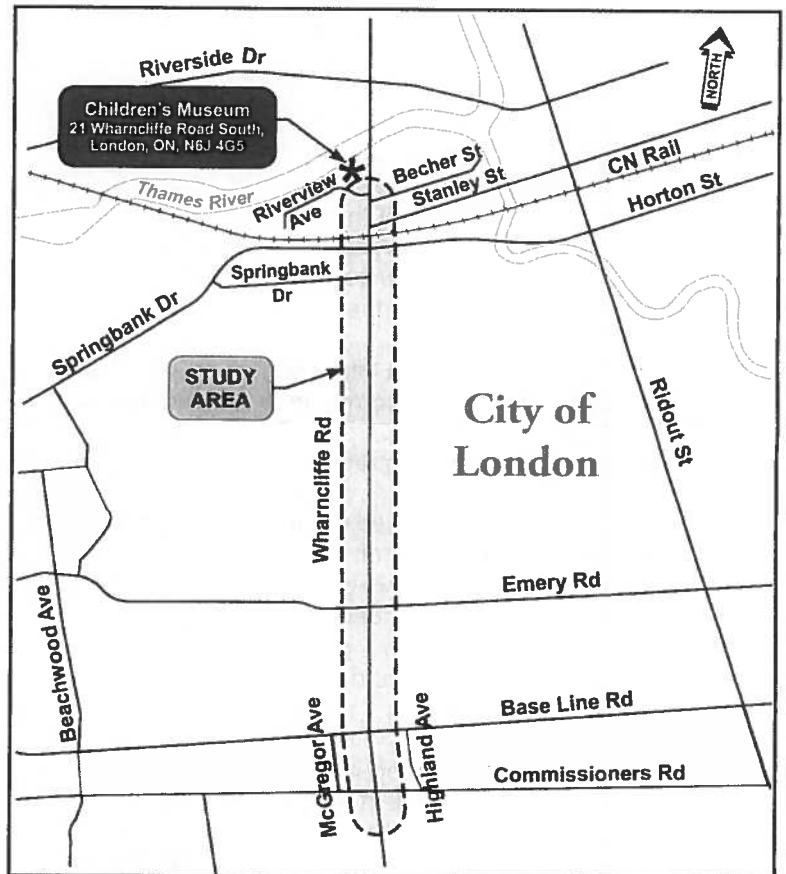 Riverside Dr
NORTH
Children's Museum
21 Wharncliffe Road South,
London, ON, N6J 4G5
Becher St
Stanley St
CN Rail
Horton St
Thames River
Riverview
Ave
Springbank
Dr
Springbank Dr
STUDY
AREA
City of
London
Ridout St
Wharncliffe Rd
Emery Rd
Beachwood Ave
Base Line Rd
McGregor Ave
Highland Ave
Commissioners Rd